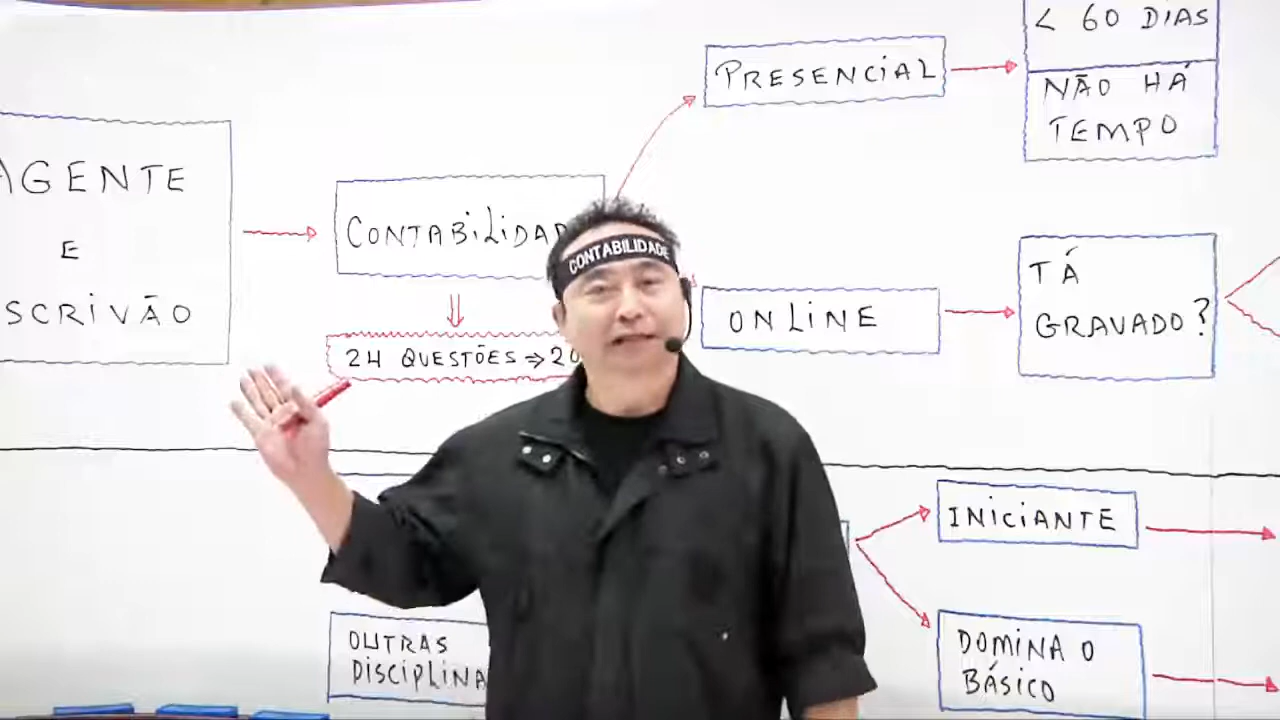 AGENTE
E
SCRIVÃO
CONTABILIDAD
24 QUESTÕES ⇒ 20
PRESENCIAL
< 60 DIAS
NÃO HÁ
TEMPO
ONLINE
TÁ
GRAVADO?
CONTABILIDADE
INICIANTE
DOMINA O
BÁSICO
OUTRAS
DISCIPLINA